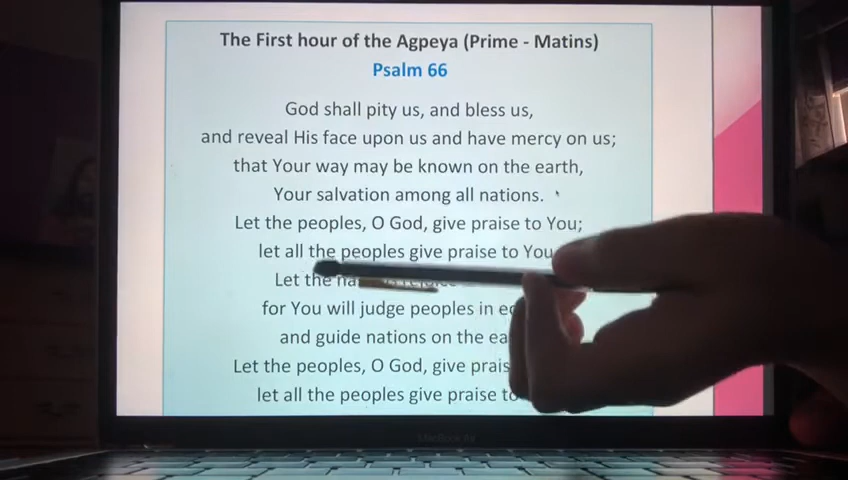 The First hour of the Agpeya (Prime - Matins)
Psalm 66
God shall pity us, and bless us,
and reveal His face upon us and have mercy on us;
that Your way may be known on the earth,
Your salvation among all nations.
Let the peoples, O God, give praise to You;
let all the peoples give praise to You
Let the
for You will judge peoples in
and guide nations on the
Let the peoples, O God, give
let all the peoples give praise